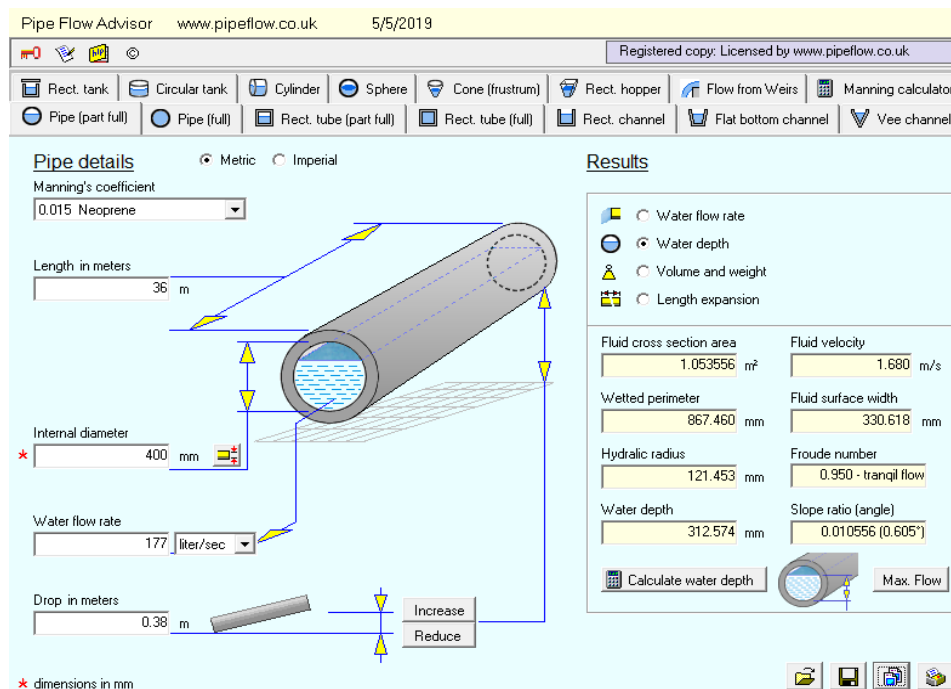 Pipe Flow Advisor www.pipeflow.co.uk 5/5/2019
help ©
Registered copy: Licensed by www.pipeflow.co.uk
Rect. tank Circular tank Cylinder Sphere Cone (frustrum) Rect. hopper Flow from Weirs Manning calculator
Pipe (part full) Pipe (full) Rect. tube (part full) Rect. tube (full) Rect. channel Flat bottom channel Vee channel
Pipe details Metric Imperial
Manning's coefficient
0.015 Neoprene
Length in meters
36 m
Internal diameter
* 400 mm
Water flow rate
177 liter/sec
Drop in meters
0.38 m
Increase
Reduce
* dimensions in mm
Results
Water flow rate
Water depth
Volume and weight
Length expansion
Fluid cross section area Fluid velocity
1.053556 m² 1.680 m/s
Wetted perimeter Fluid surface width
867.460 mm 330.618 mm
Hydralic radius Froude number
121.453 mm 0.950 - tranqil flow
Water depth Slope ratio (angle)
312.574 mm 0.010556 (0.605°)
Calculate water depth Max. Flow